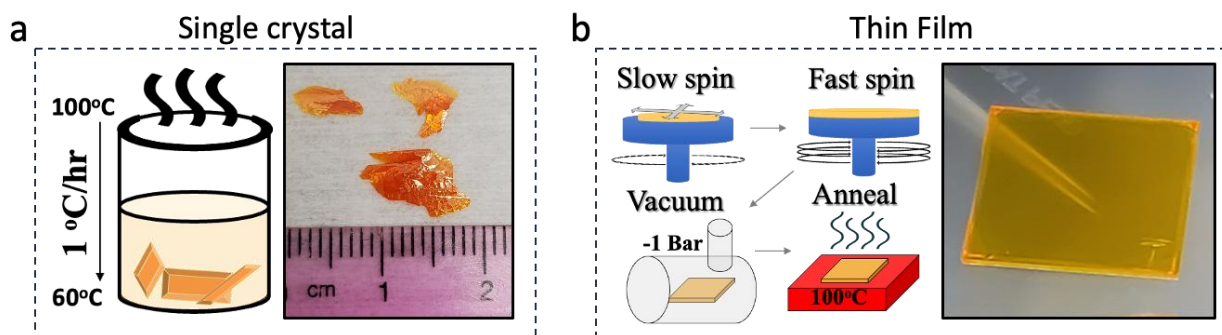 a
Single crystal
100°C
1 °C/hr
60°C
cm 1 2
b
Thin Film
Slow spin
Fast spin
Vacuum
Anneal
-1 Bar
100°C